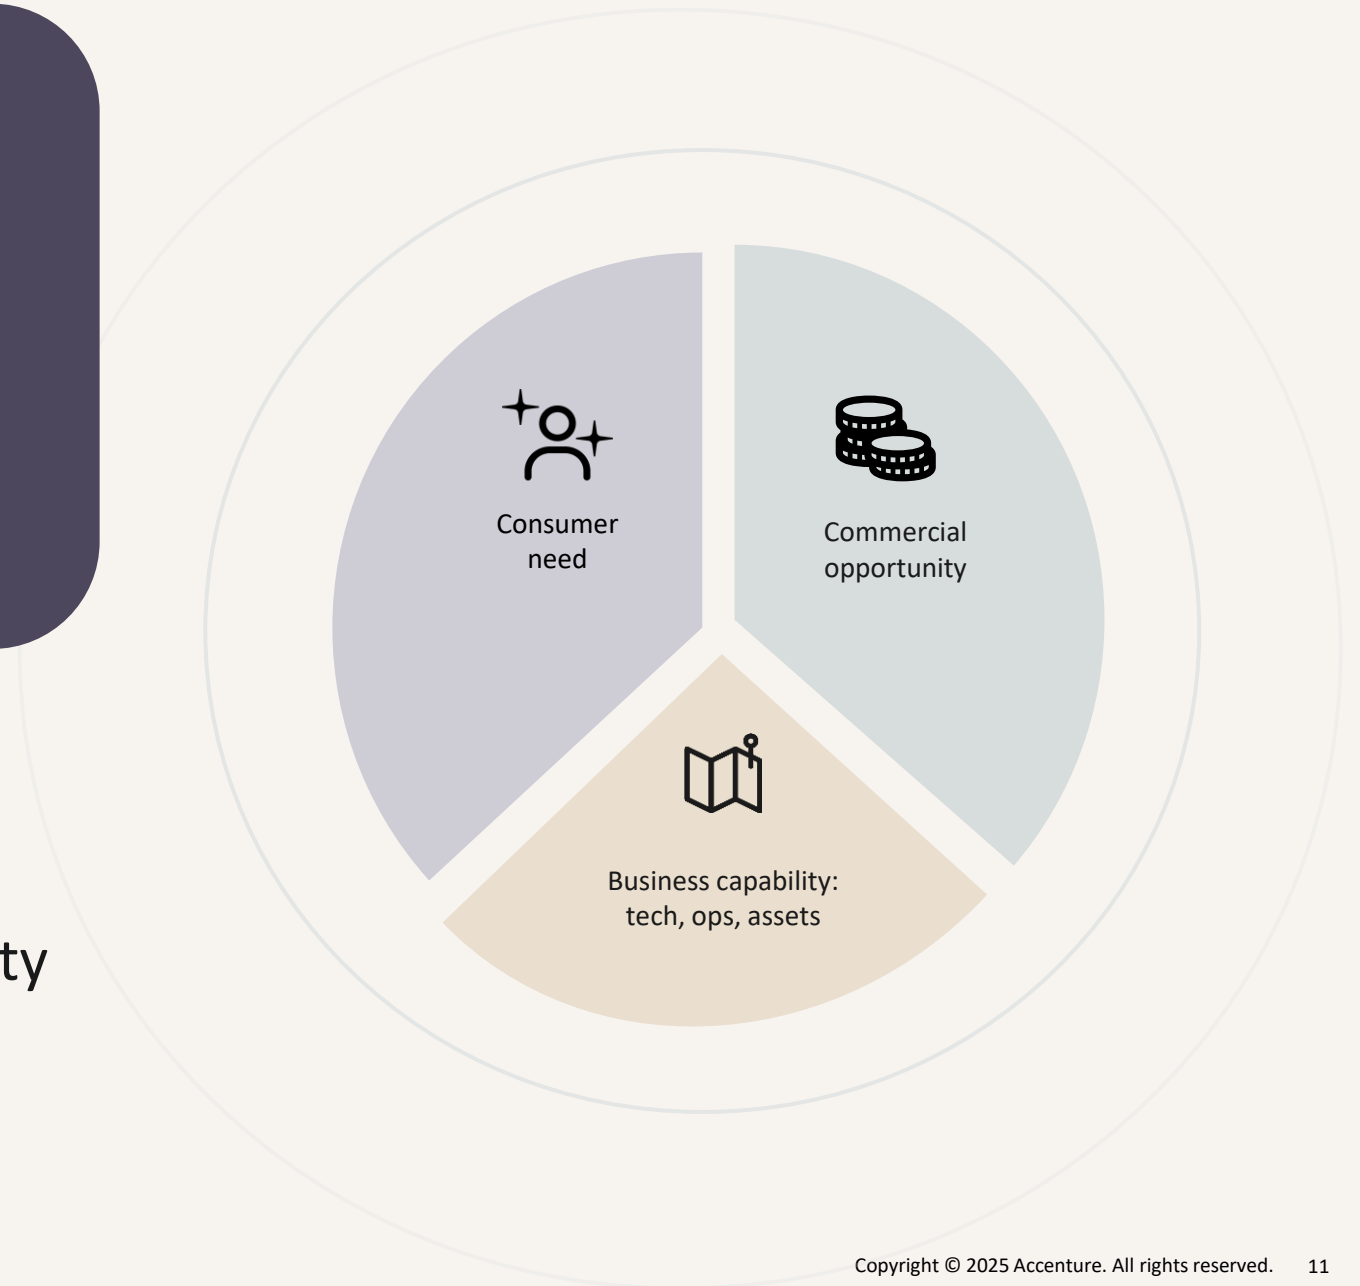 Consumer
need
Commercial
opportunity
Business capability:
tech, ops, assets
ty
Copyright © 2025 Accenture. All rights reserved. 11